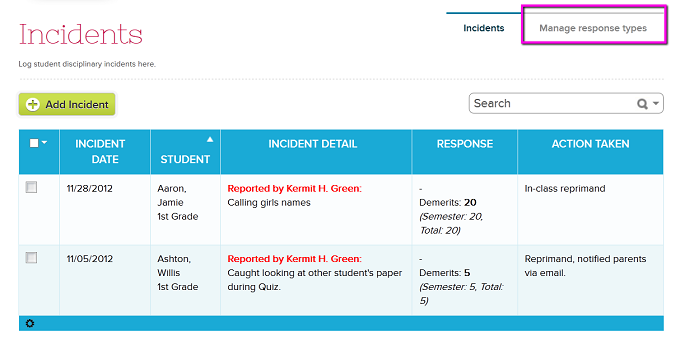 Incidents
Incidents
Manage response types
Log student disciplinary incidents here.
Add Incident
Search
INCIDENT
DATE
STUDENT
INCIDENT DETAIL
RESPONSE
ACTION TAKEN
11/28/2012
Aaron,
Jamie
1st Grade
Reported by Kermit H. Green:
Calling girls names
-
Demerits: 20
(Semester: 20,
Total: 20)
In-class reprimand
11/05/2012
Ashton,
Willis
1st Grade
Reported by Kermit H. Green:
Caught looking at other student's paper
during Quiz.
-
Demerits: 5
(Semester: 5, Total:
5)
Reprimand, notified parents
via email.